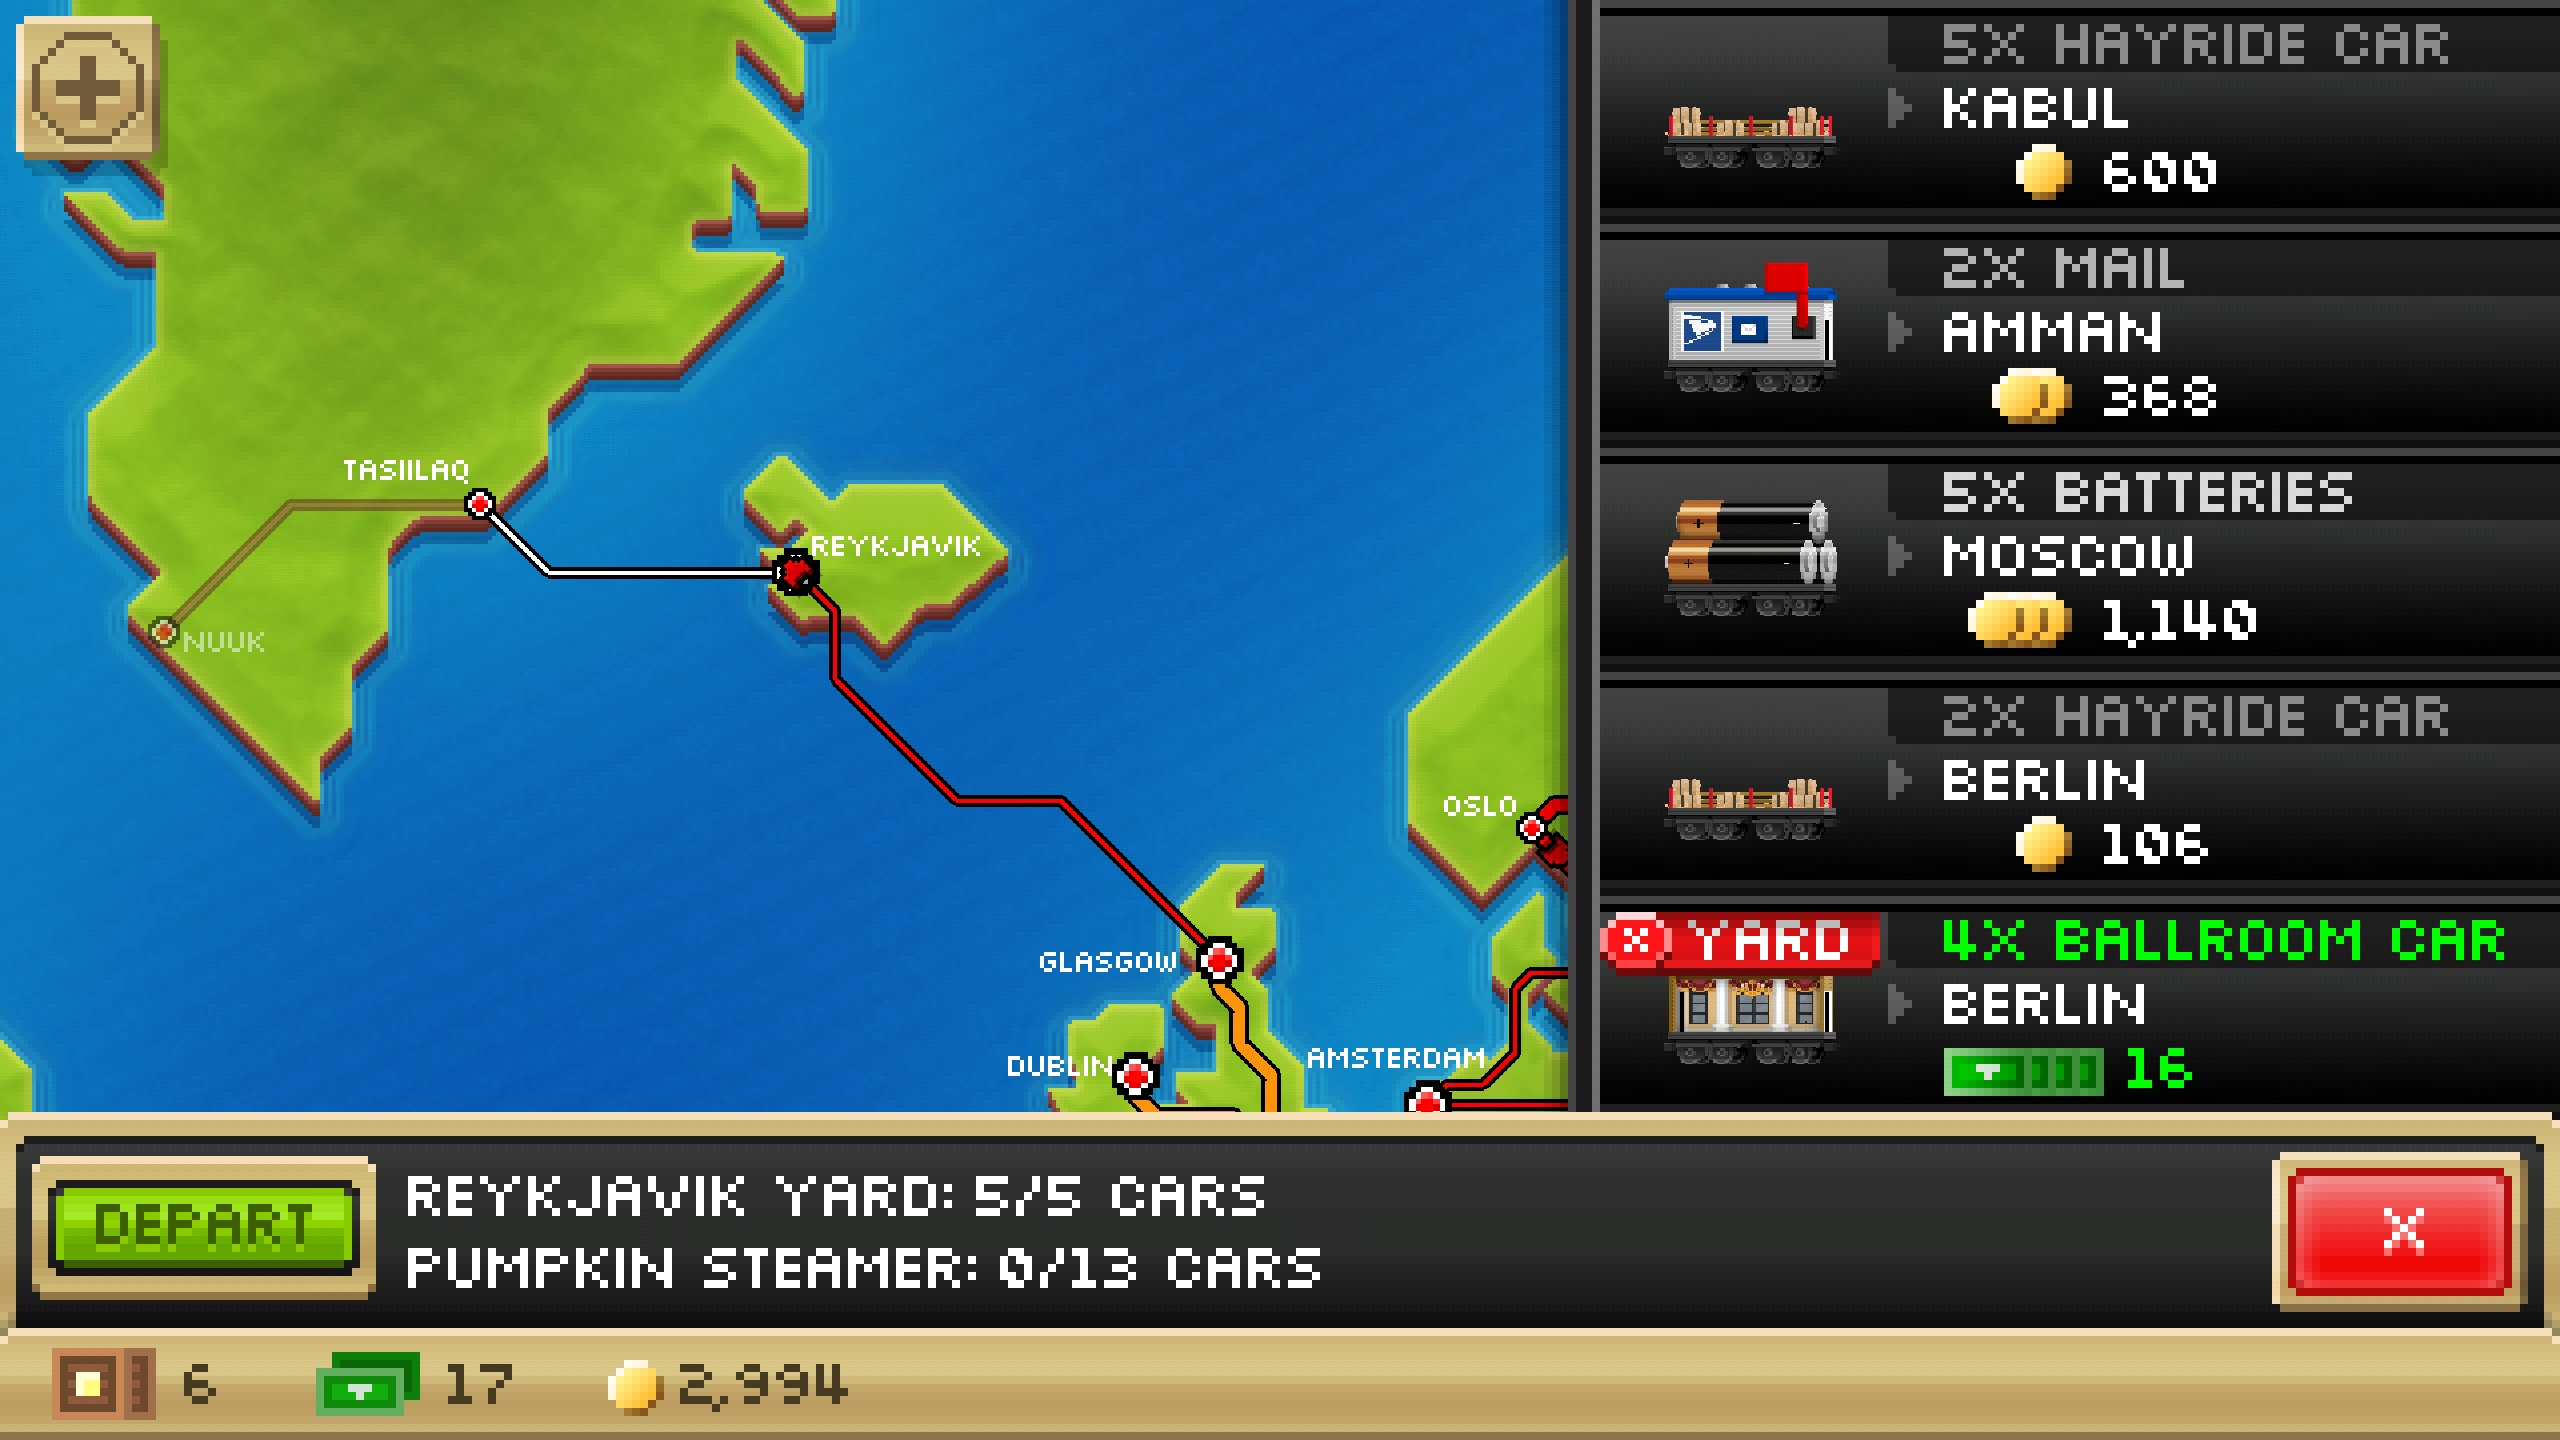 TASIILAQ
REYKJAVIK
NUUK
OSLO
GLASGOW
DUBLIN
AMSTERDAM
5X HAYRIDE CAR
KABUL
600
2X MAIL
AMMAN
368
5X BATTERIES
MOSCOW
1,140
2X HAYRIDE CAR
BERLIN
106
X YARD
4X BALLROOM CAR
BERLIN
16
DEPART
REYKJAVIK YARD: 5/5 CARS
PUMPKIN STEAMER: 0/13 CARS
X
6
17
2,994